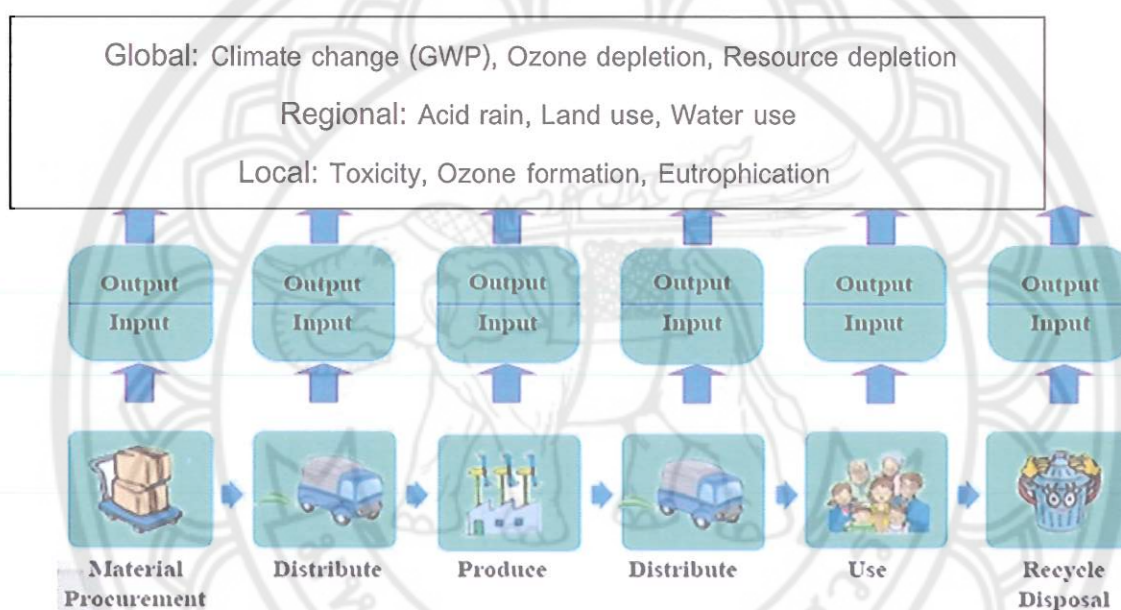 Global: Climate change (GWP), Ozone depletion, Resource depletion
Regional: Acid rain, Land use, Water use
Local: Toxicity, Ozone formation, Eutrophication
Output Output Output Output Output Output
Input Input Input Input Input Input
Material Distribute Produce Distribute Use Recycle
Procurement Disposal